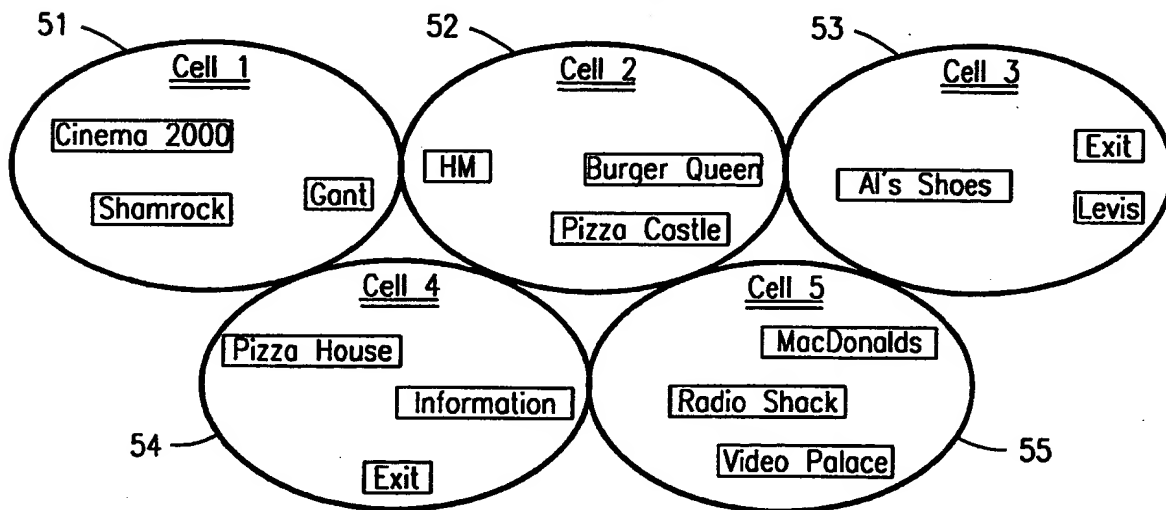 51
52
53
Cell 1
Cell 2
Cell 3
Cinema 2000
HM
Burger Queen
Exit
Al's Shoes
Shamrock
Gant
Pizza Castle
Levis
Cell 4
Cell 5
Pizza House
MacDonalds
Information
Radio Shack
54
Exit
Video Palace
55